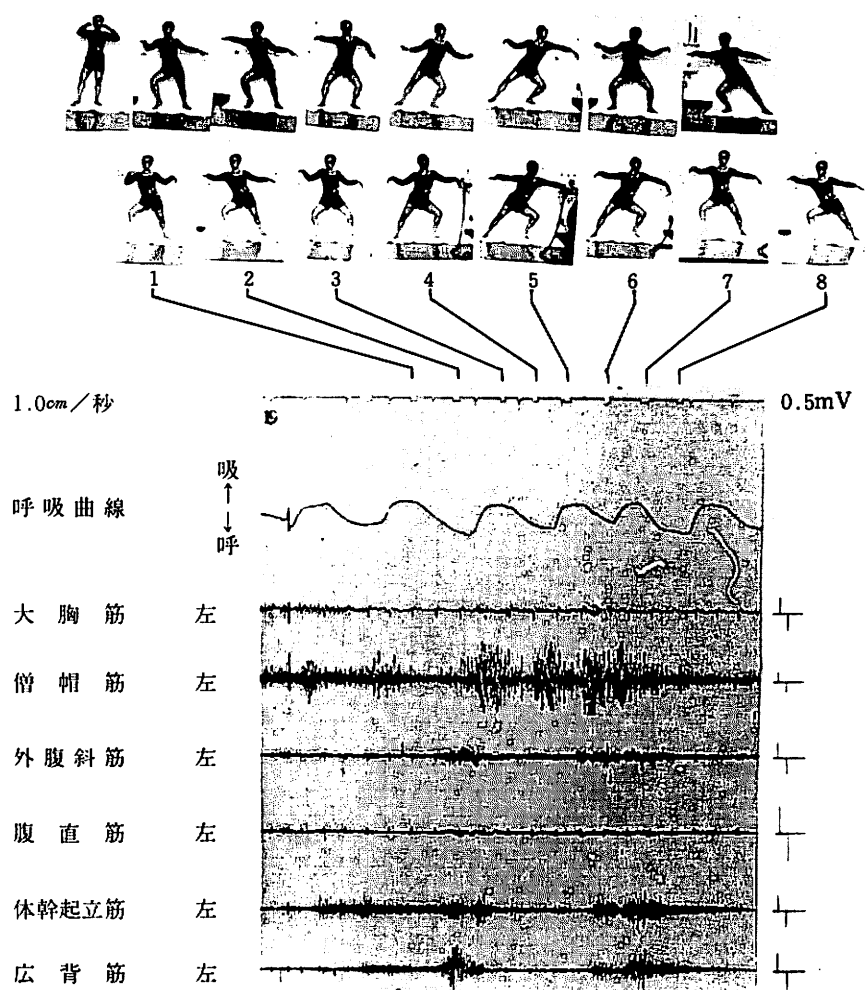 1 2 3 4 5 6 7 8
1.0cm／秒 0.5mV
吸
呼吸曲線
呼
大胸筋 左
僧帽筋 左
外腹斜筋 左
腹直筋 左
体幹起立筋 左
広背筋 左